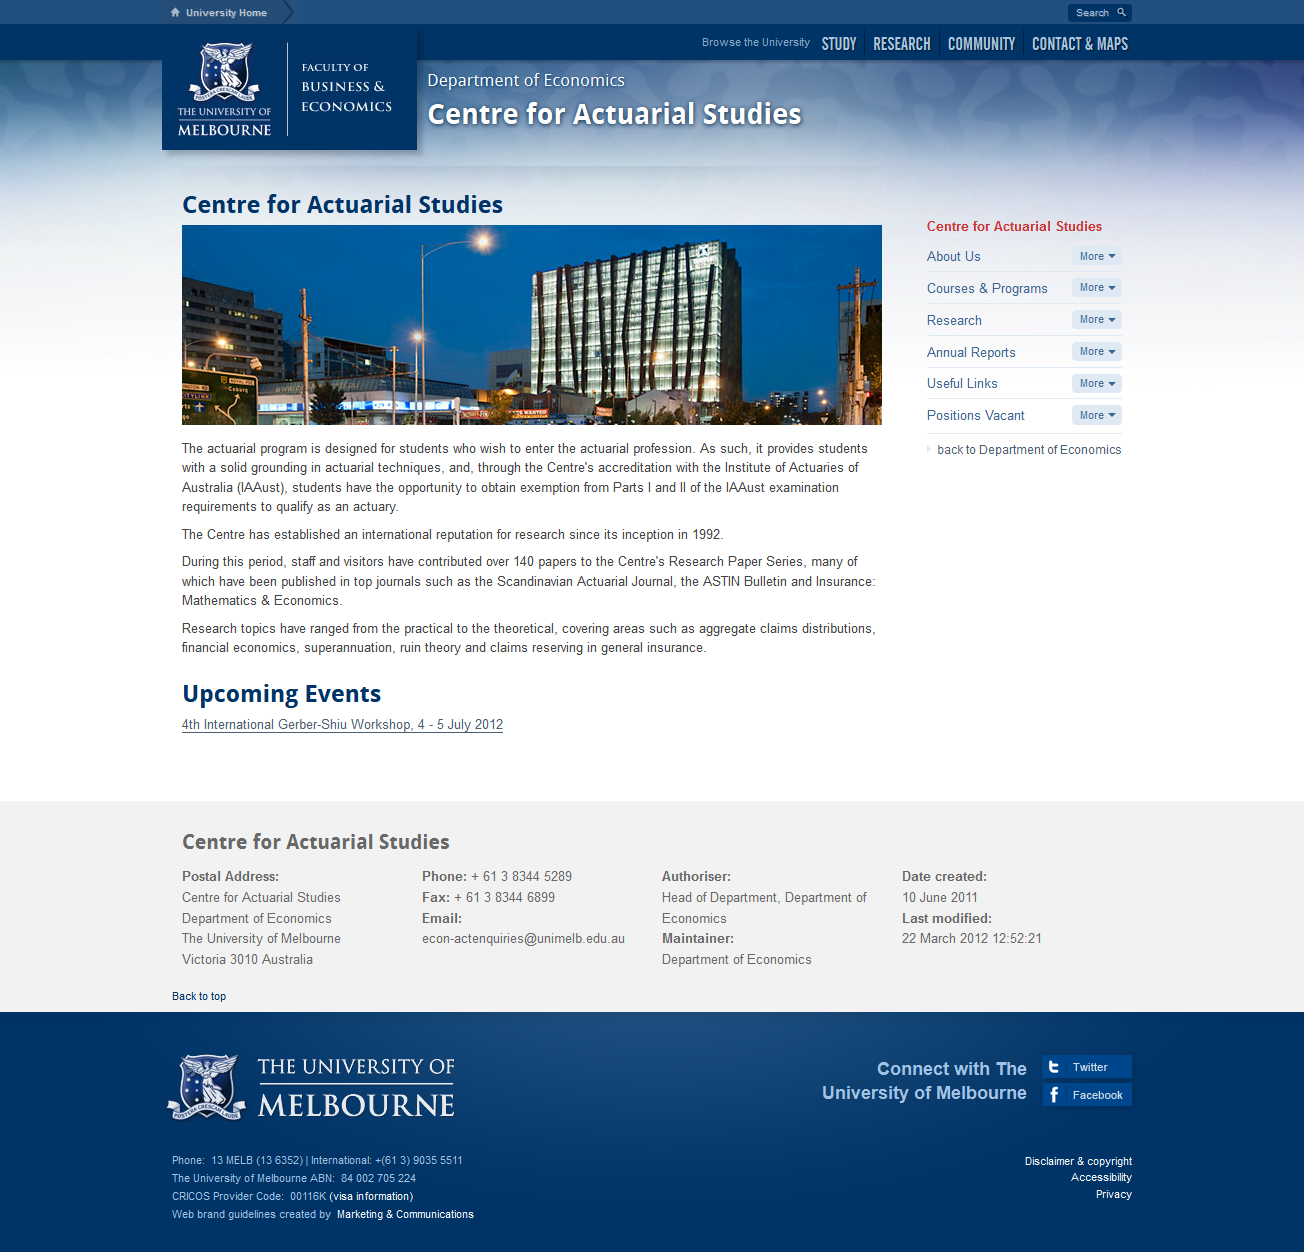 University Home
Search
Browse the University STUDY RESEARCH COMMUNITY CONTACT & MAPS
THE UNIVERSITY OF
MELBOURNE
FACULTY OF
BUSINESS &
ECONOMICS
Department of Economics
Centre for Actuarial Studies
Centre for Actuarial Studies
Coburg
CITYLINK
WANTED
The actuarial program is designed for students who wish to enter the actuarial profession. As such, it provides students
with a solid grounding in actuarial techniques, and, through the Centre's accreditation with the Institute of Actuaries of
Australia (IAAust), students have the opportunity to obtain exemption from Parts I and II of the IAAust examination
requirements to qualify as an actuary.
The Centre has established an international reputation for research since its inception in 1992.
During this period, staff and visitors have contributed over 140 papers to the Centre's Research Paper Series, many of
which have been published in top journals such as the Scandinavian Actuarial Journal, the ASTIN Bulletin and Insurance:
Mathematics & Economics.
Research topics have ranged from the practical to the theoretical, covering areas such as aggregate claims distributions,
financial economics, superannuation, ruin theory and claims reserving in general insurance.
Upcoming Events
4th International Gerber-Shiu Workshop, 4 - 5 July 2012
Centre for Actuarial Studies
About Us More
Courses & Programs More
Research More
Annual Reports More
Useful Links More
Positions Vacant More
back to Department of Economics
Centre for Actuarial Studies
Postal Address:
Centre for Actuarial Studies
Department of Economics
The University of Melbourne
Victoria 3010 Australia
Phone: + 61 3 8344 5289
Fax: + 61 3 8344 6899
Email:
econ-actenquiries@unimelb.edu.au
Authoriser:
Head of Department, Department of
Economics
Maintainer:
Department of Economics
Date created:
10 June 2011
Last modified:
22 March 2012 12:52:21
Back to top
POSTERA CRESCAM LAUDE
THE UNIVERSITY OF
MELBOURNE
Connect with The
University of Melbourne
Twitter
Facebook
Phone: 13 MELB (13 6352) | International: +(61 3) 9035 5511
The University of Melbourne ABN: 84 002 705 224
CRICOS Provider Code: 00116K (visa information)
Web brand guidelines created by Marketing & Communications
Disclaimer & copyright
Accessibility
Privacy